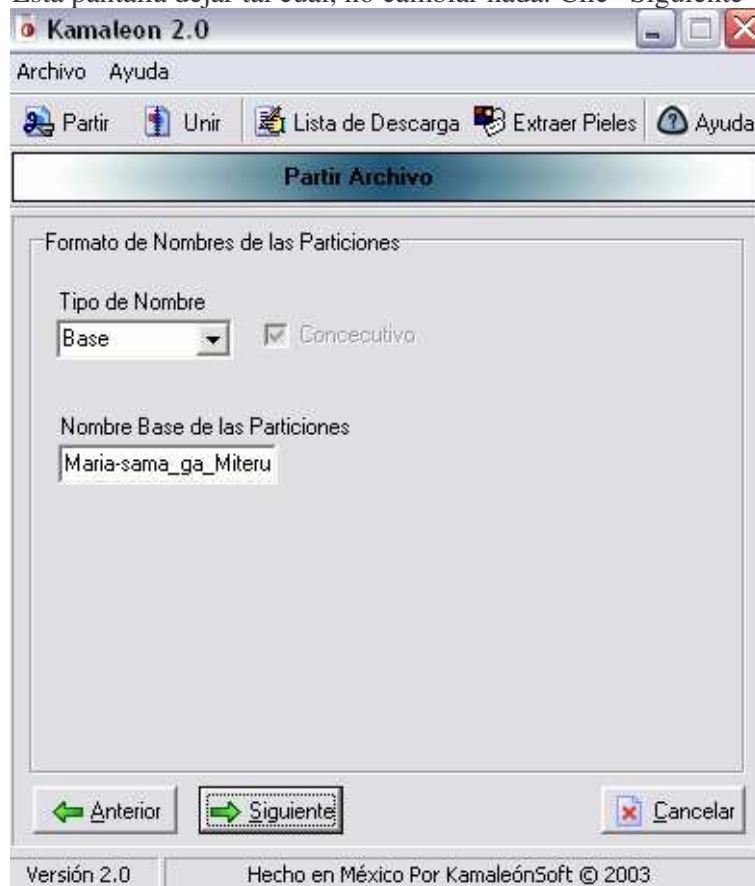 Esta pantalla dejar tal cual, no cambiar nada. Clic "Siguiente"
Kamaleon 2.0
Archivo Ayuda
Partir Unir Lista de Descarga Extraer Pieles Ayuda
Partir Archivo
Formato de Nombres de las Particiones
Tipo de Nombre
Base Concecutivo
Nombre Base de las Particiones
Maria-sama_ga_Miteru
Anterior Siguiente Cancelar
Versión 2.0 Hecho en México Por KamaleónSoft © 2003